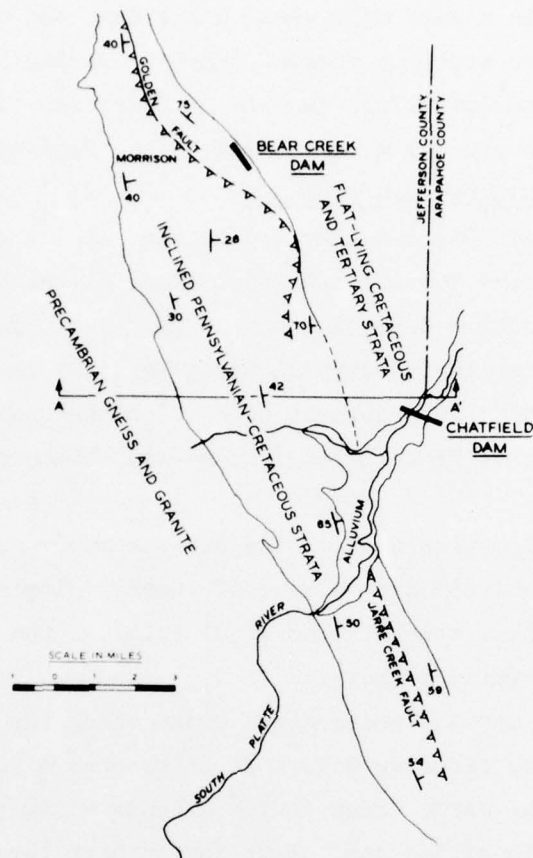 40
GOLDEN
FAULT
75
BEAR CREEK
DAM
JEFFERSON COUNTY
ARAPAHOE COUNTY
MORRISON
40
FLAT-LYING CRETACEOUS
AND TERTIARY STRATA
28
INCLINED PENNSYLVANIAN-CRETACEOUS STRATA
30
70
PRECAMBRIAN GNEISS AND GRANITE
42
A
A'
CHATFIELD
DAM
65
ALLUVIUM
RIVER
50
JARRE CREEK FAULT
59
54
SCALE IN MILES
1 0 1 2 3
SOUTH PLATTE